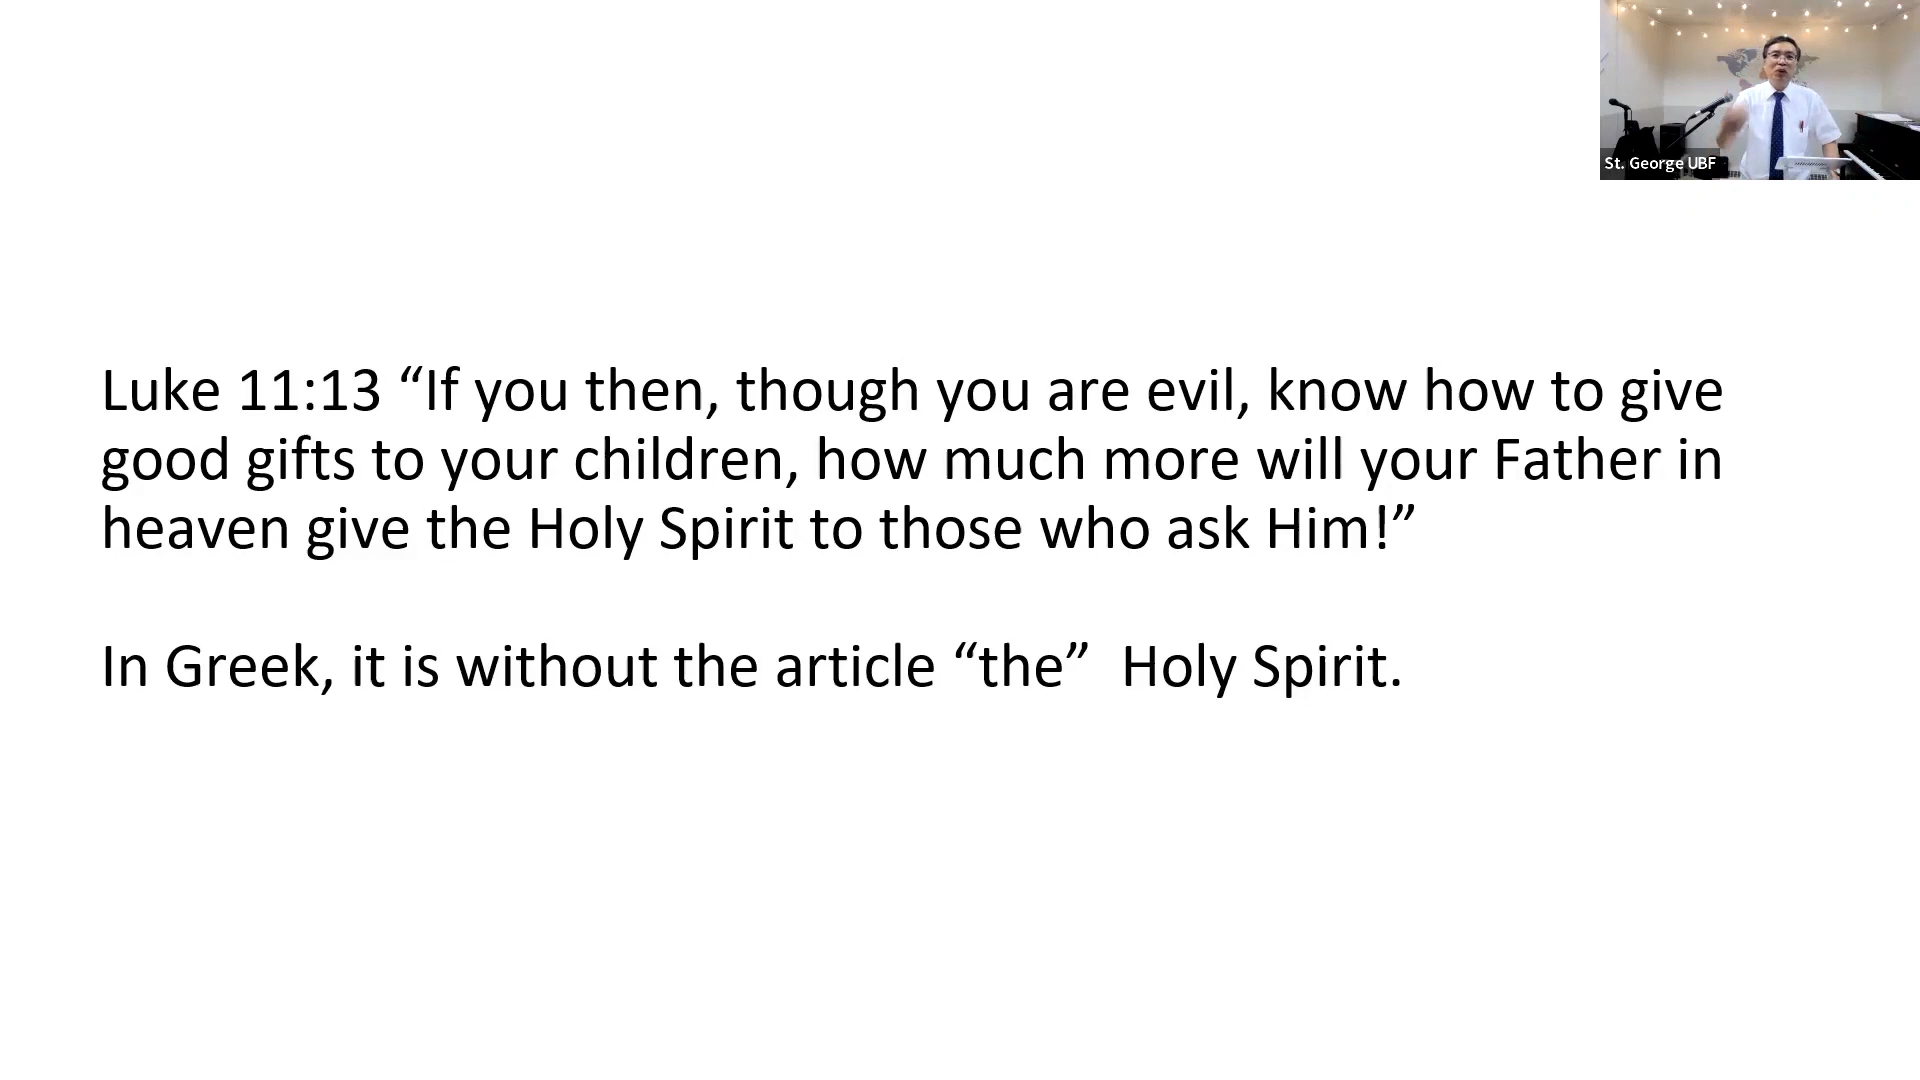 St. George UBF
Luke 11:13 “If you then, though you are evil, know how to give
good gifts to your children, how much more will your Father in
heaven give the Holy Spirit to those who ask Him!”
In Greek, it is without the article “the”  Holy Spirit.